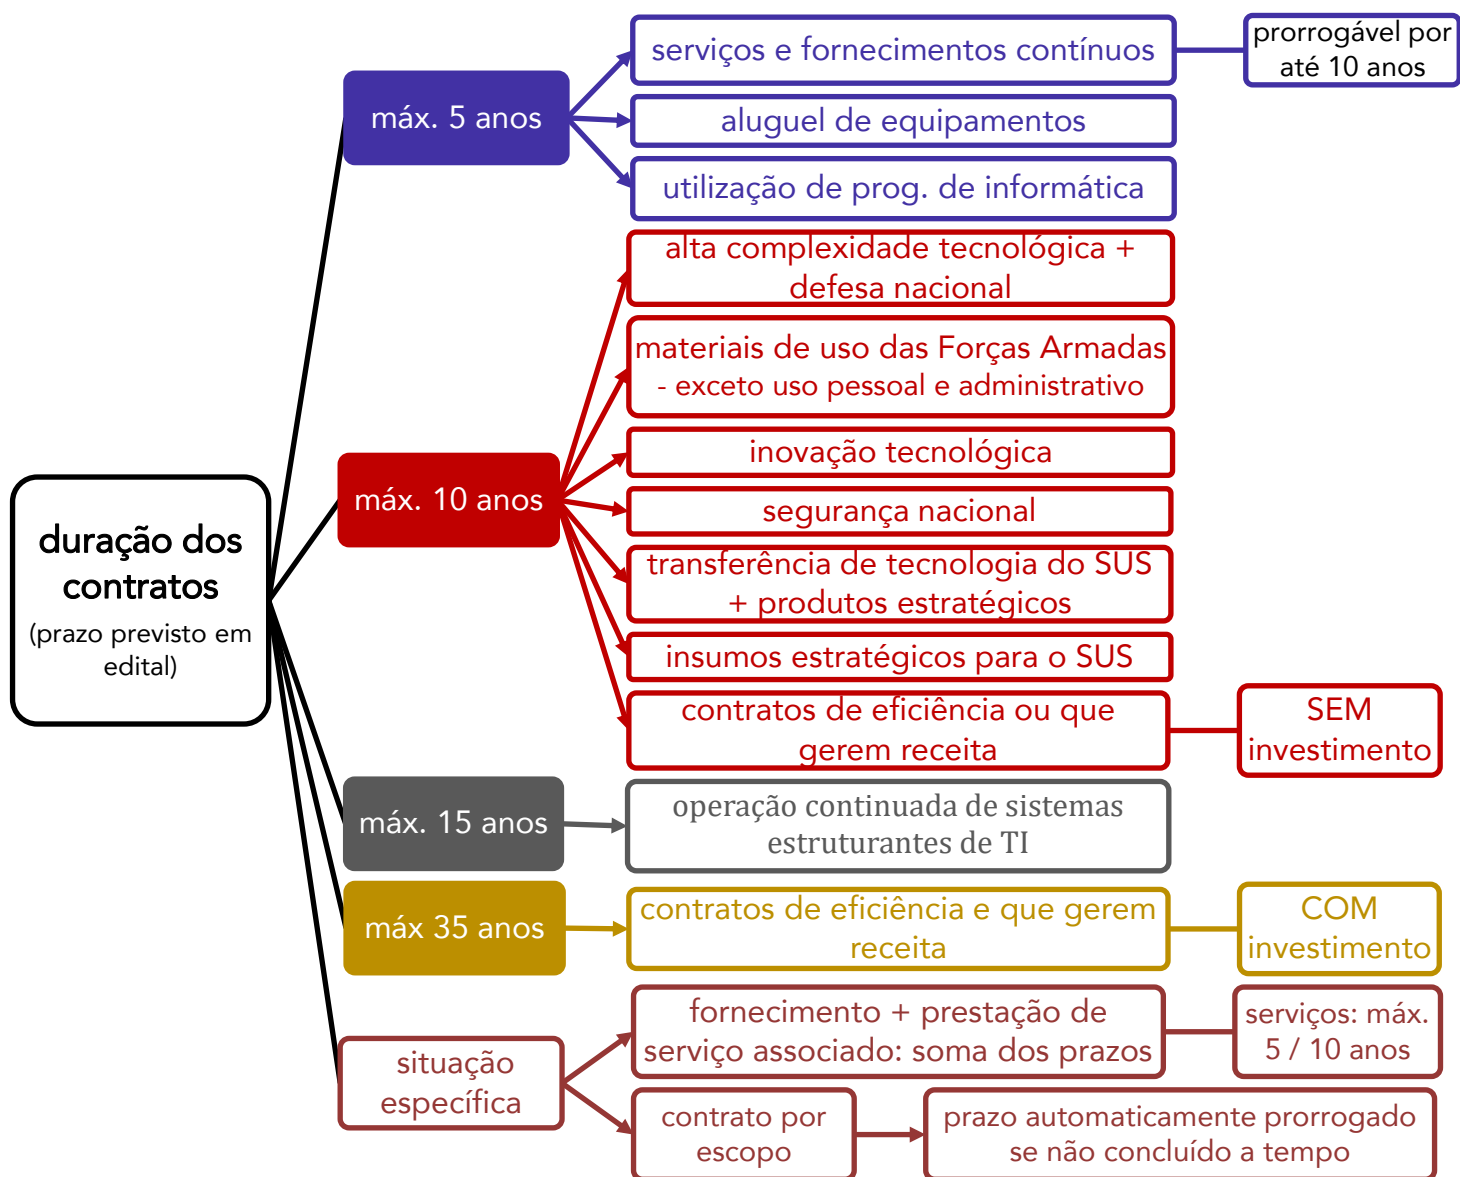 duração dos
contratos
(prazo previsto em
edital)
máx. 5 anos
serviços e fornecimentos contínuos
prorrogável por
até 10 anos
aluguel de equipamentos
utilização de prog. de informática
máx. 10 anos
alta complexidade tecnológica +
defesa nacional
materiais de uso das Forças Armadas
- exceto uso pessoal e administrativo
inovação tecnológica
segurança nacional
transferência de tecnologia do SUS
+ produtos estratégicos
insumos estratégicos para o SUS
contratos de eficiência ou que
gerem receita
SEM
investimento
máx. 15 anos
operação continuada de sistemas
estruturantes de TI
máx 35 anos
contratos de eficiência e que gerem
receita
COM
investimento
situação
específica
fornecimento + prestação de
serviço associado: soma dos prazos
serviços: máx.
5 / 10 anos
contrato por
escopo
prazo automaticamente prorrogado
se não concluído a tempo